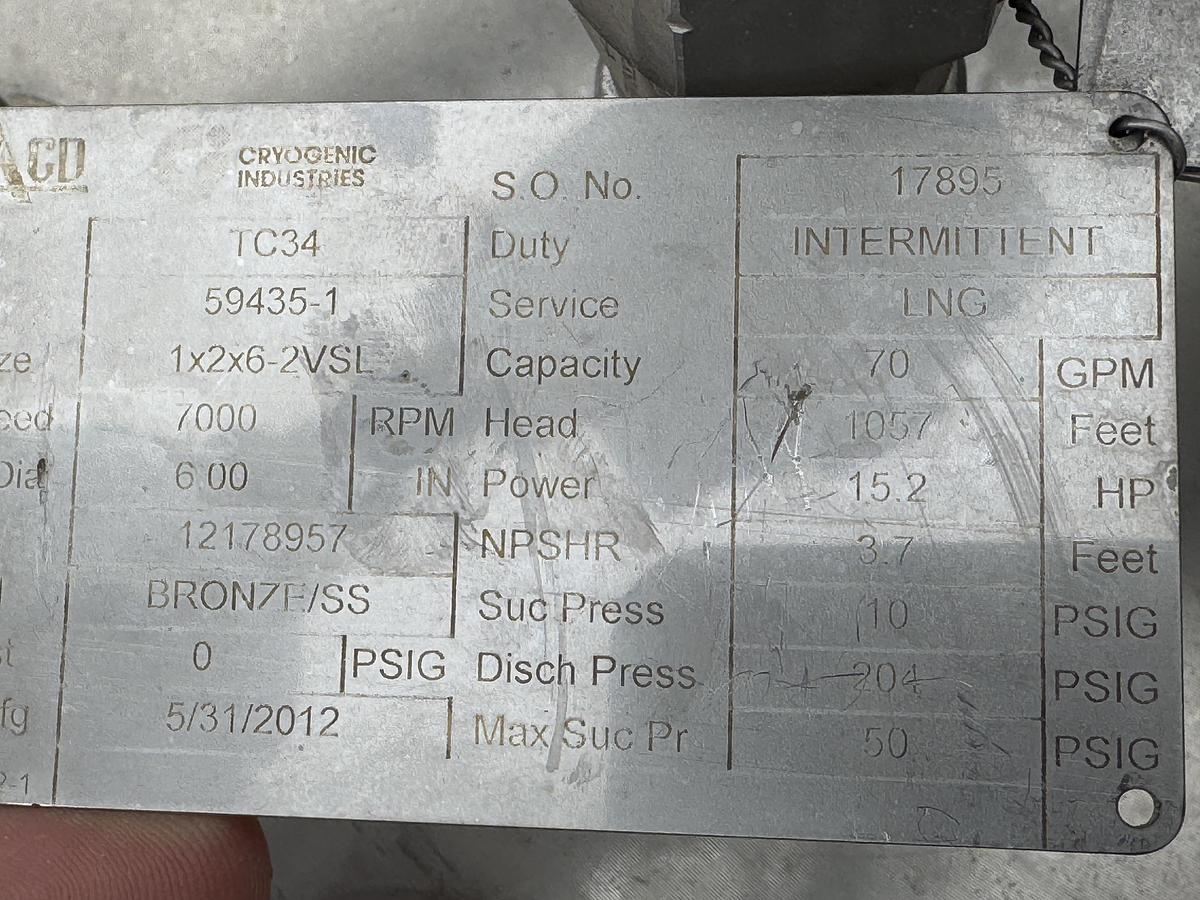 ACD CRYOGENIC
INDUSTRIES
S.O. No. 17895
TC34 Duty INTERMITTENT
59435-1 Service LNG
ze 1x2x6-2VSL Capacity 70 GPM
eed 7000 RPM Head 1057 Feet
Dia 6.00 IN Power 15.2 HP
12178957 NPSHR 3.7 Feet
BRONZE/SS Suc Press 10 PSIG
st 0 PSIG Disch Press 204 PSIG
fg 5/31/2012 Max Suc Pr 50 PSIG
2-1